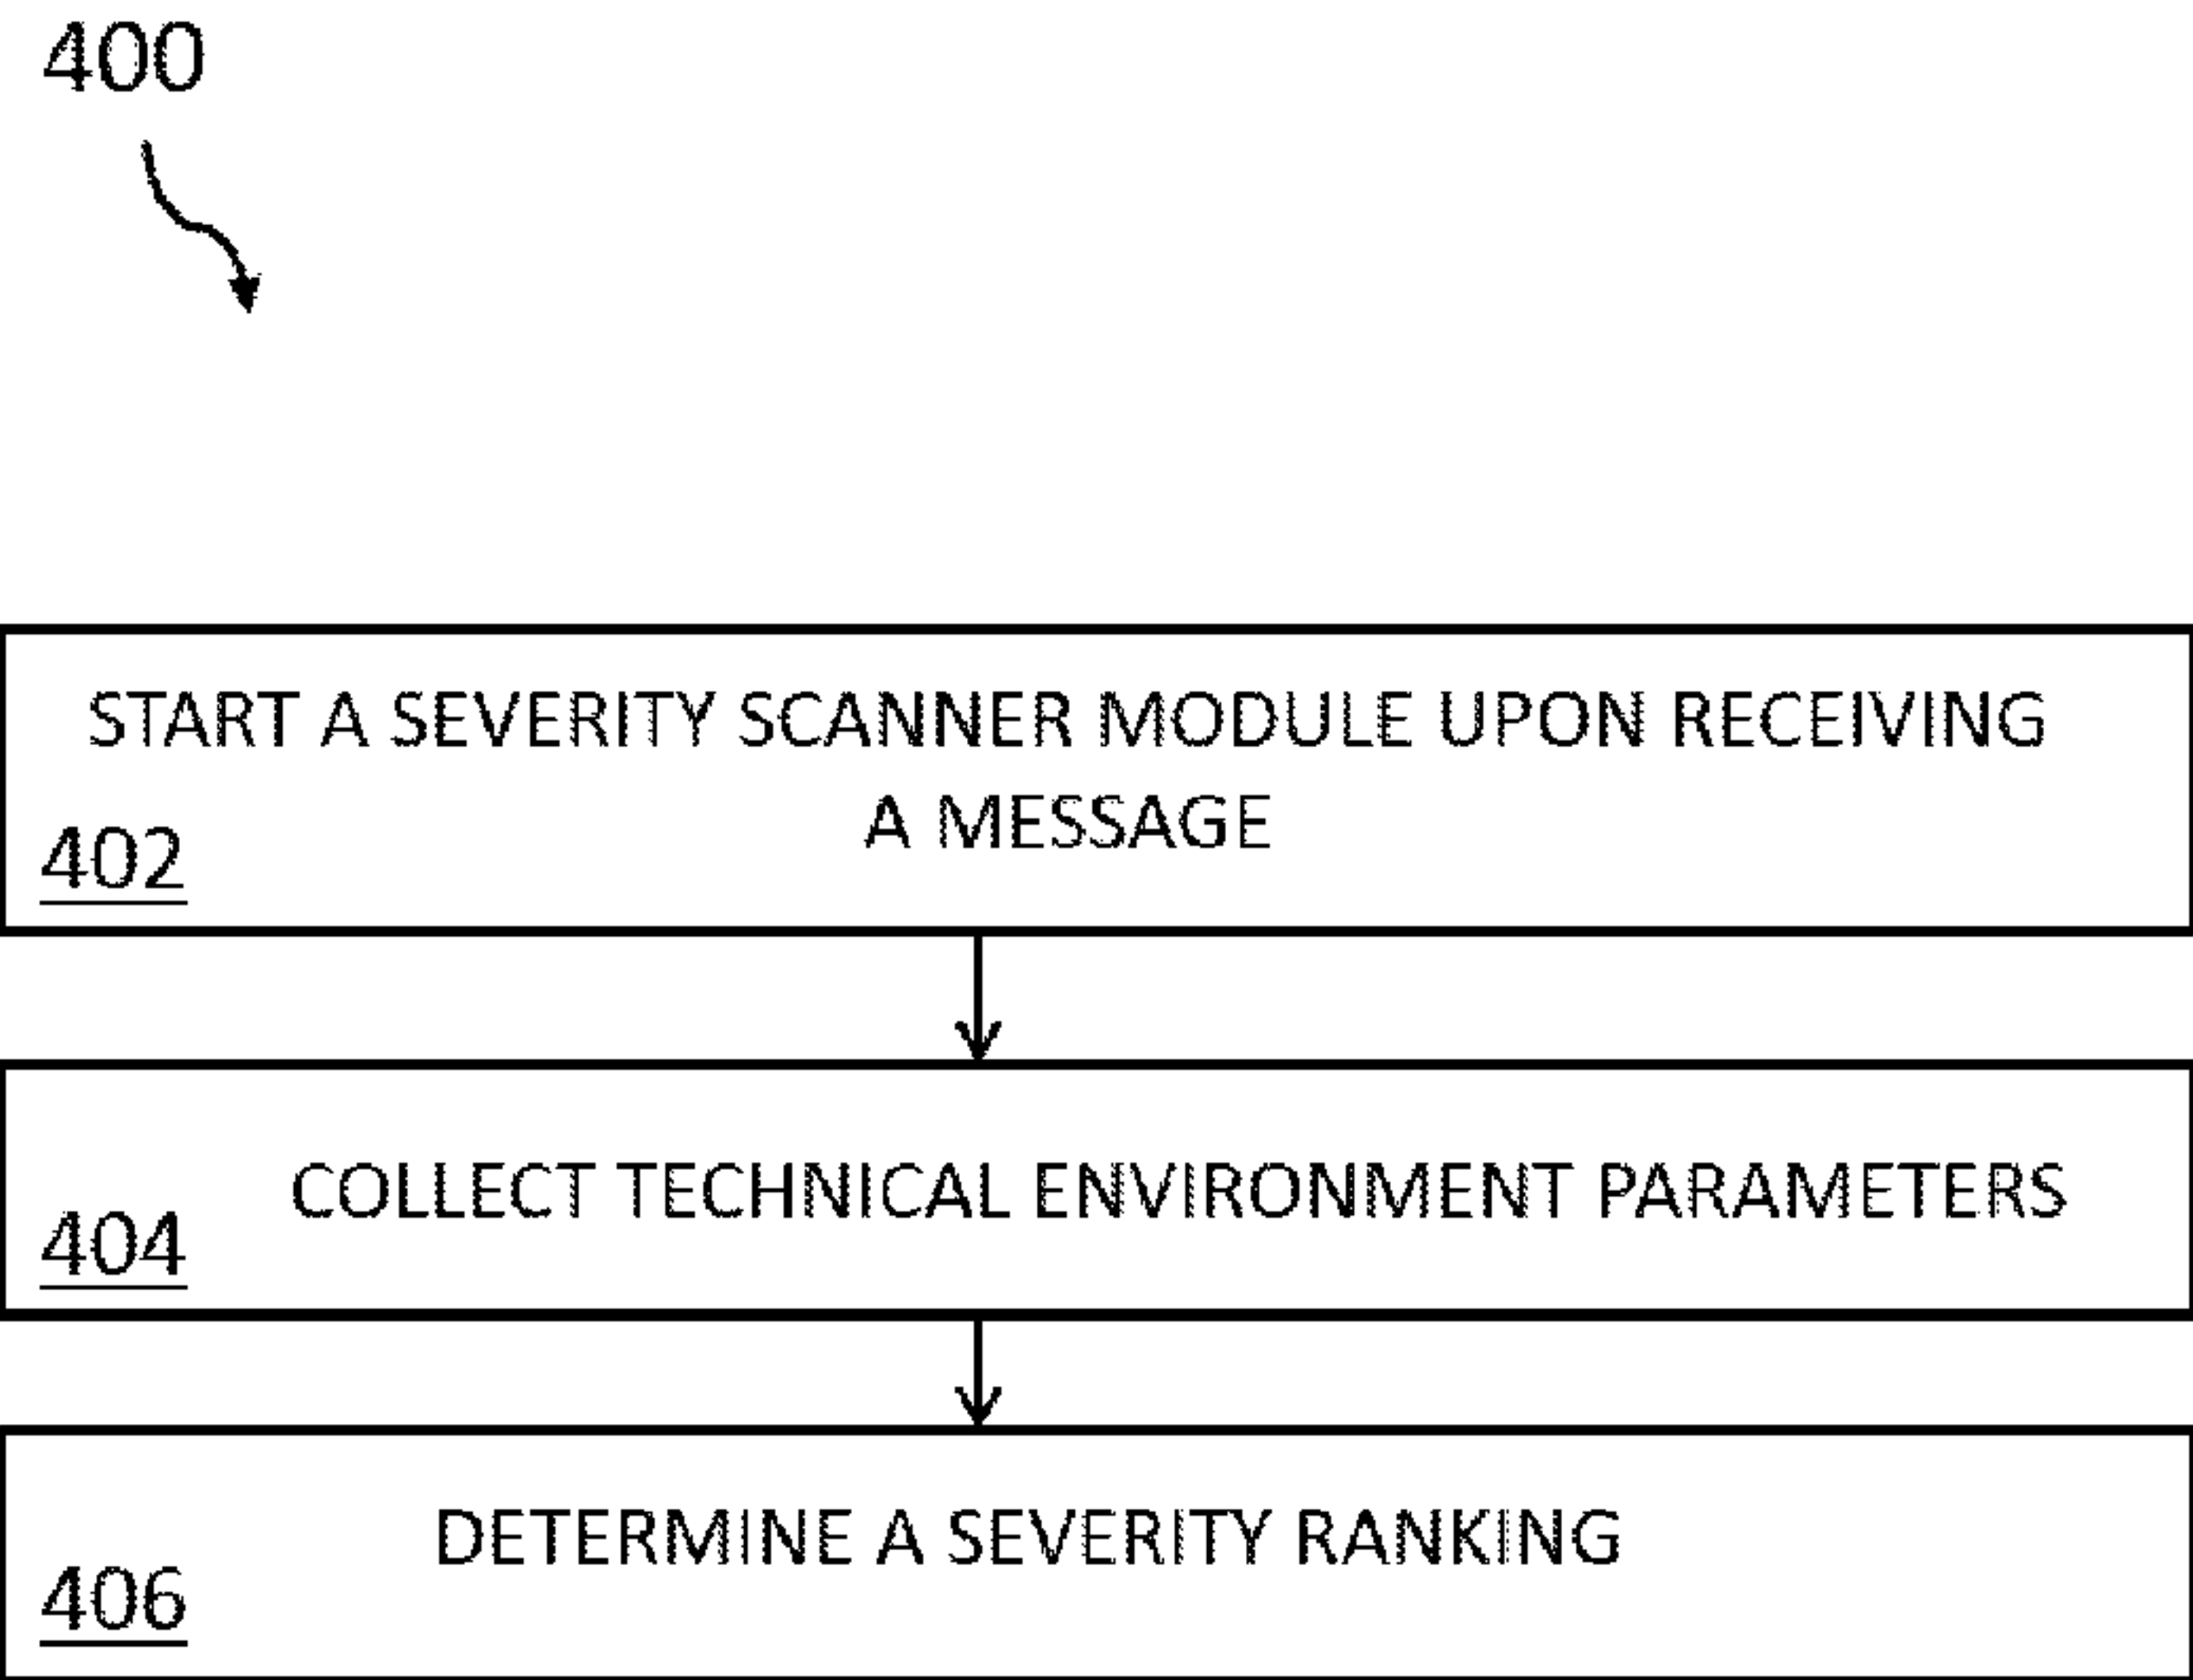 400
START A SEVERITY SCANNER MODULE UPON RECEIVING
A MESSAGE
402
COLLECT TECHNICAL ENVIRONMENT PARAMETERS
404
DETERMINE A SEVERITY RANKING
406